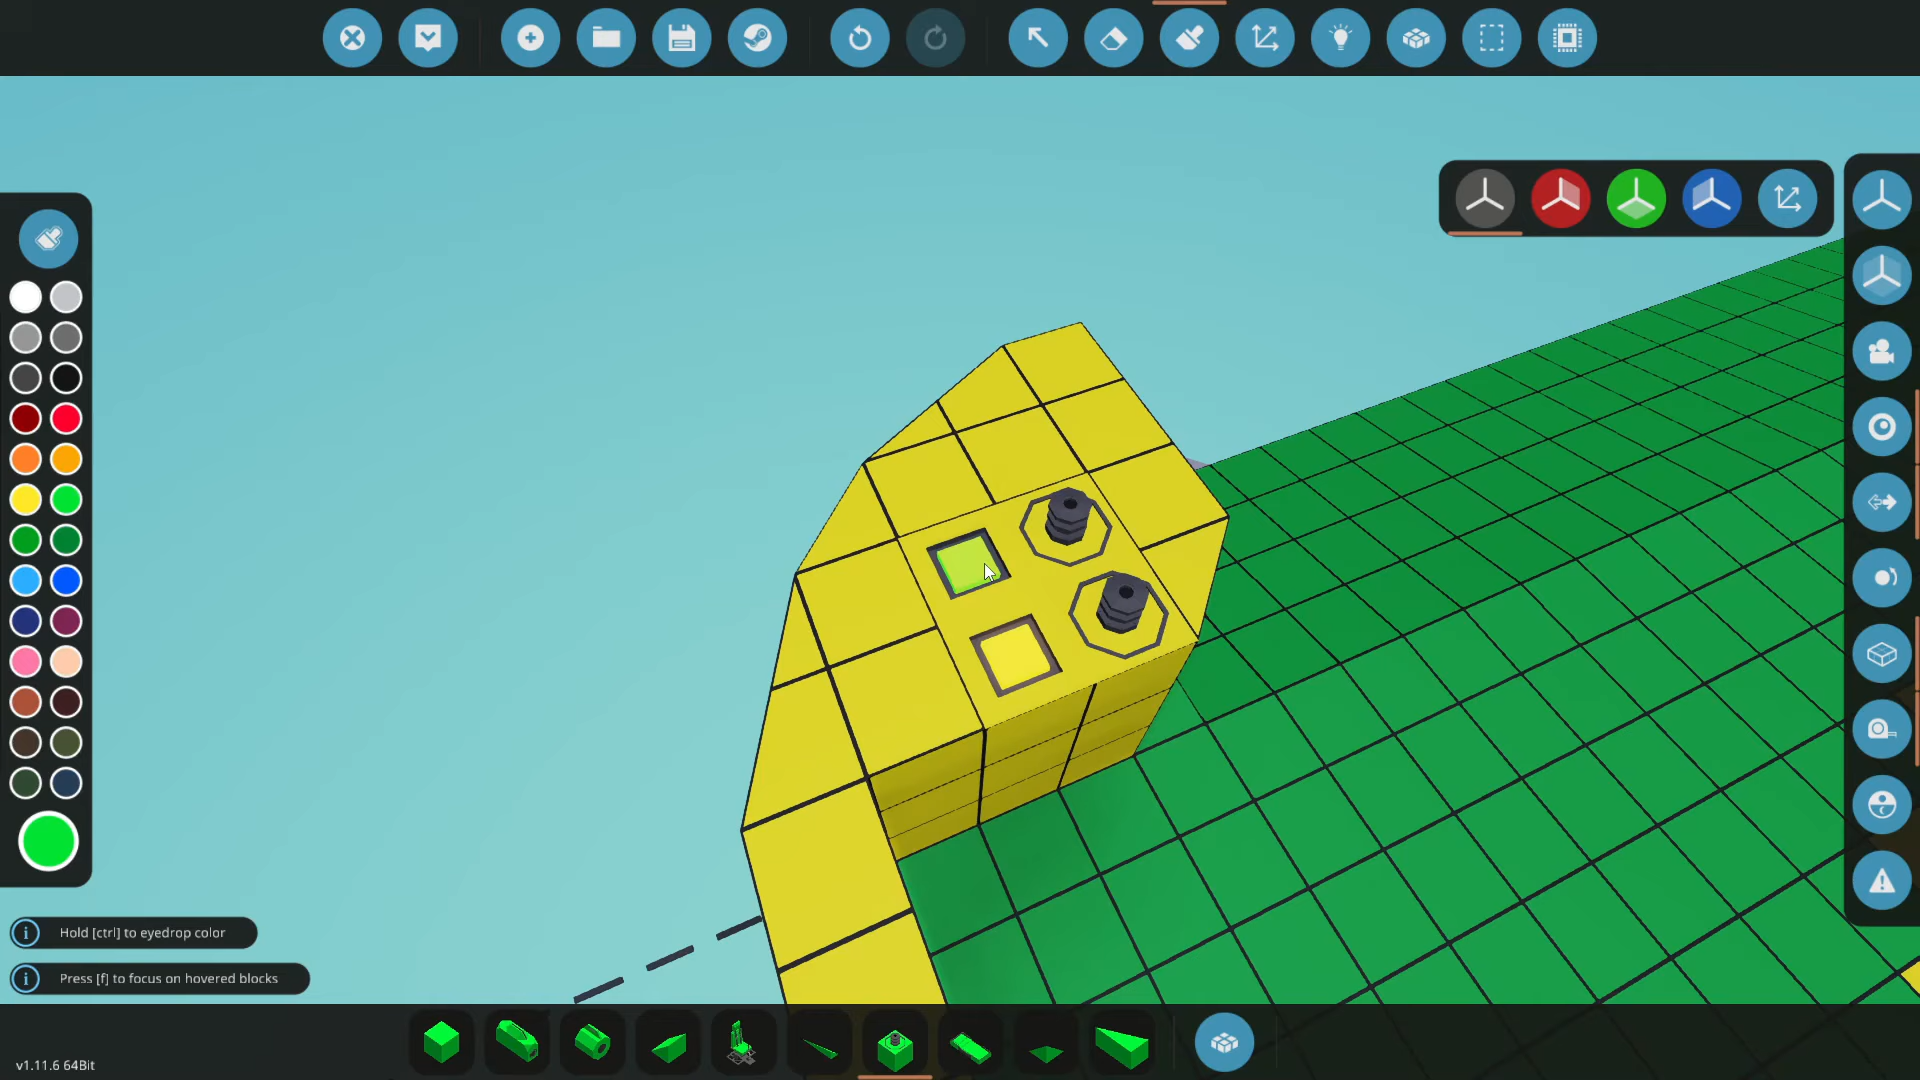 Hold [ctrl] to eyedrop color
Press [f] to focus on hovered blocks
v1.11.6 64Bit